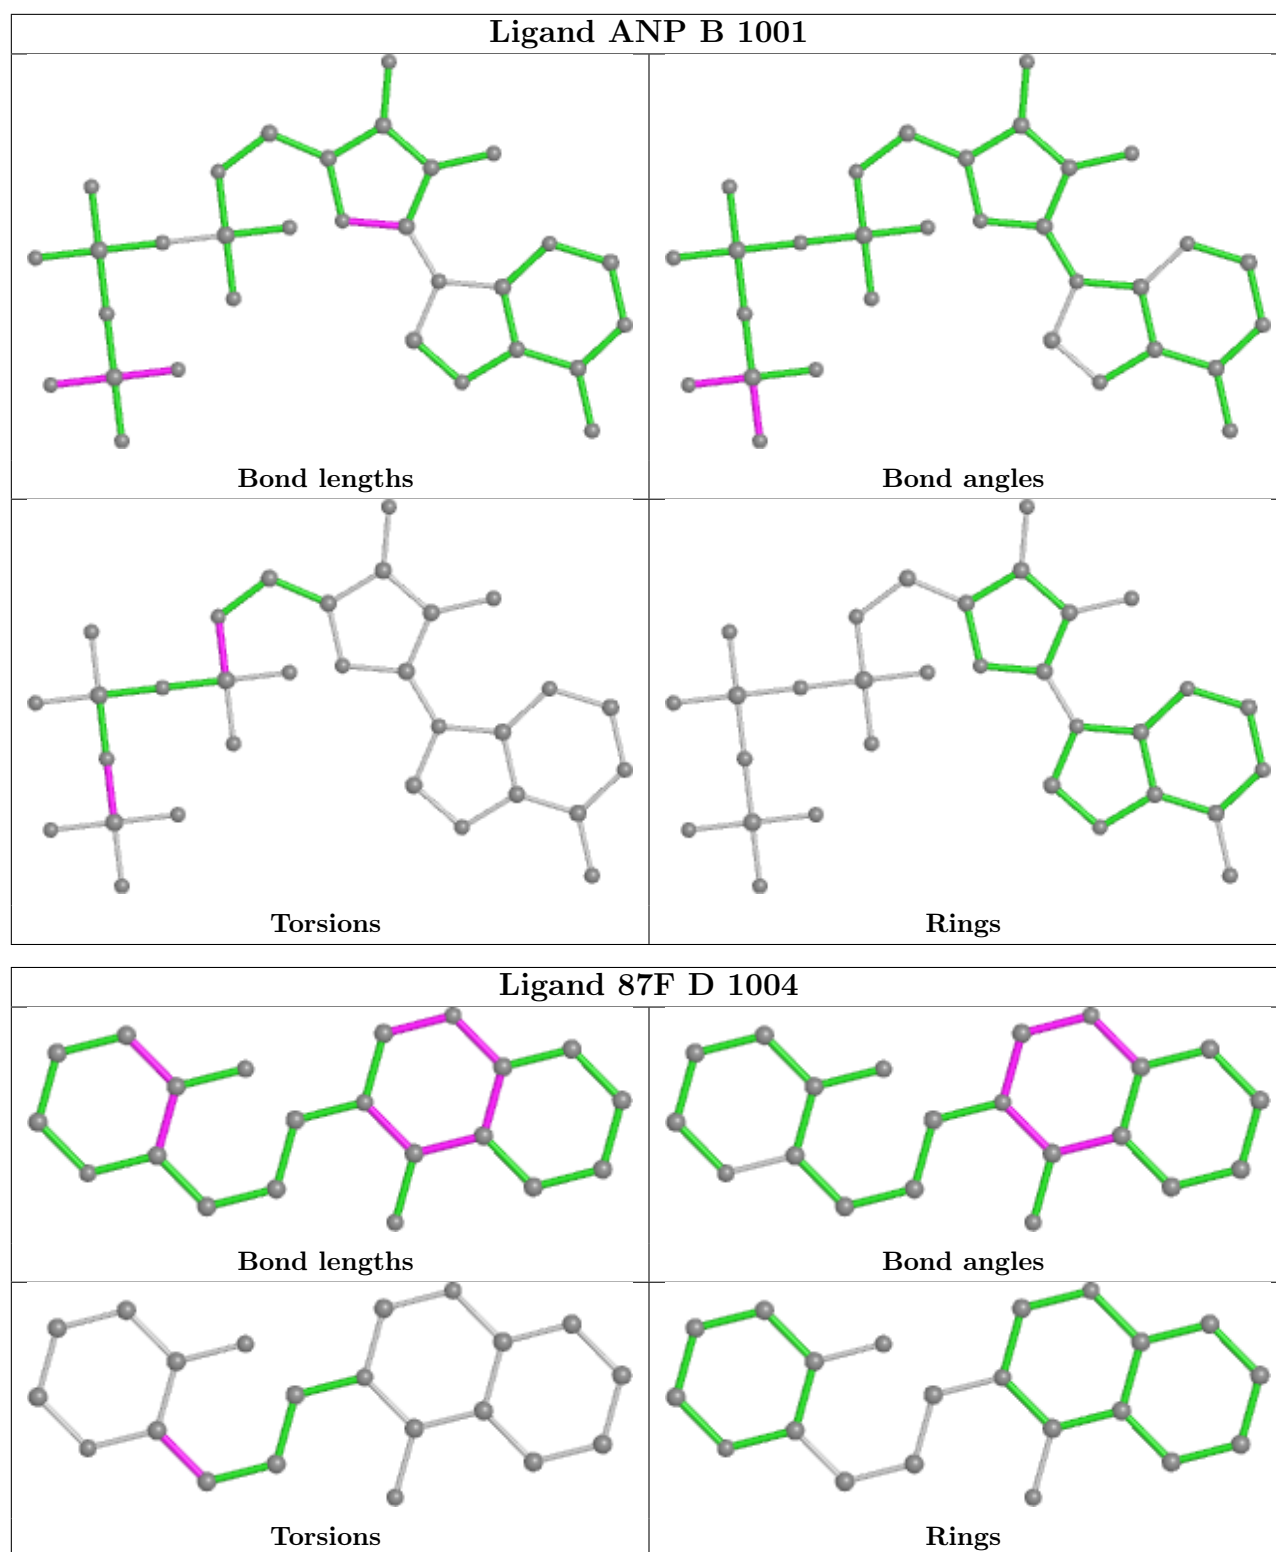 Ligand ANP B 1001
Bond lengths
Bond angles
Torsions
Rings
Ligand 87F D 1004
Bond lengths
Bond angles
Torsions
Rings